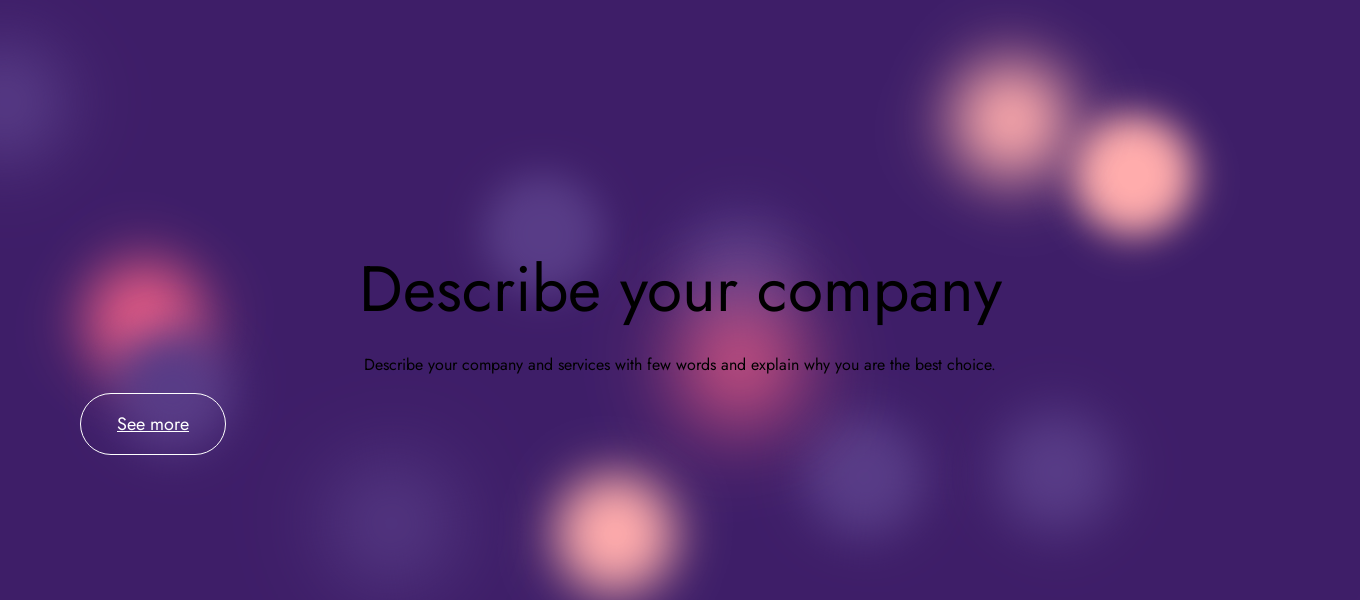 Describe your company
Describe your company and services with few words and explain why you are the best choice.
See more